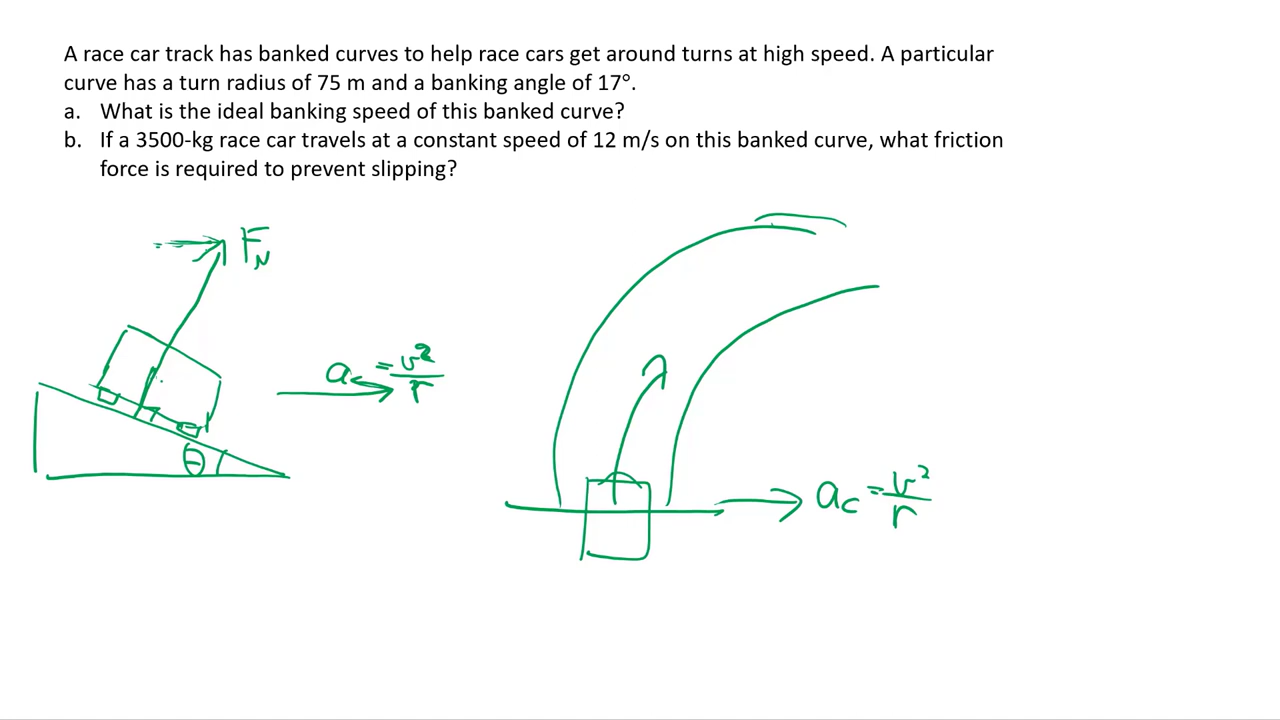 A race car track has banked curves to help race cars get around turns at high speed. A particular
curve has a turn radius of 75 m and a banking angle of 17°.
a. What is the ideal banking speed of this banked curve?
b. If a 3500-kg race car travels at a constant speed of 12 m/s on this banked curve, what friction
force is required to prevent slipping?
F_N
a_c = v²/r
θ
a_c = v²/r